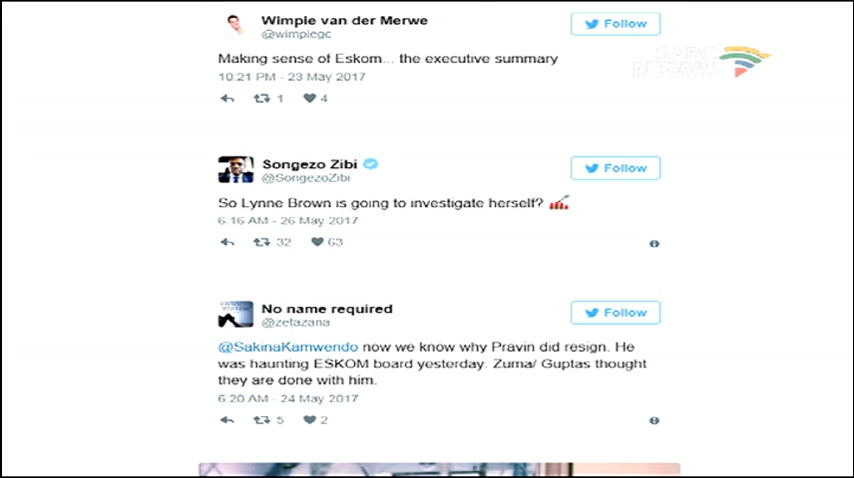 Wimpie van der Merwe
@wimpiegc
Follow
Making sense of Eskom... the executive summary
10:21 PM - 23 May 2017
1 4
SABC
NEWS
Songezo Zibi
@SongezoZibi
Follow
So Lynne Brown is going to investigate herself?
6:16 AM - 26 May 2017
32 63
No name required
@zetazana
Follow
@SakinaKamwendo now we know why Pravin did resign. He
was haunting ESKOM board yesterday. Zuma/ Guptas thought
they are done with him.
6:20 AM - 24 May 2017
5 2